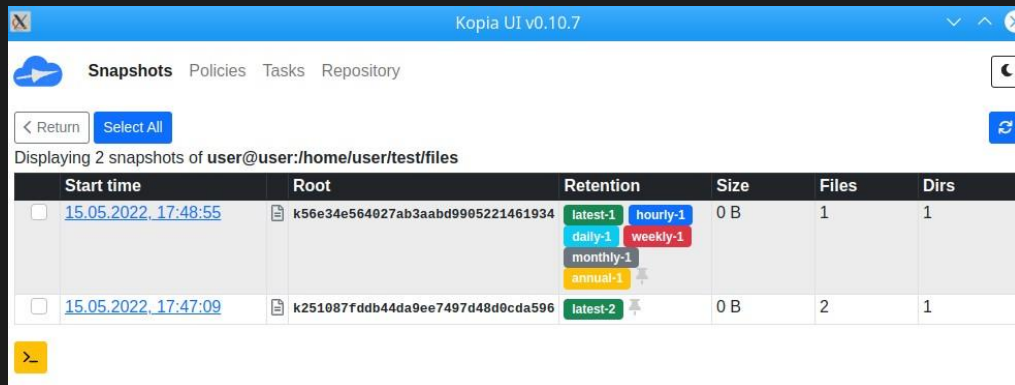 Kopia UI v0.10.7
Snapshots Policies Tasks Repository
Return Select All
Displaying 2 snapshots of user@user:/home/user/test/files
Start time Root Retention Size Files Dirs
15.05.2022, 17:48:55 k56e34e564027ab3aabd9905221461934 latest-1 hourly-1 0 B 1 1
daily-1 weekly-1
monthly-1
annual-1
15.05.2022, 17:47:09 k251087fddb44da9ee7497d48d0cda596 latest-2 0 B 2 1
>_